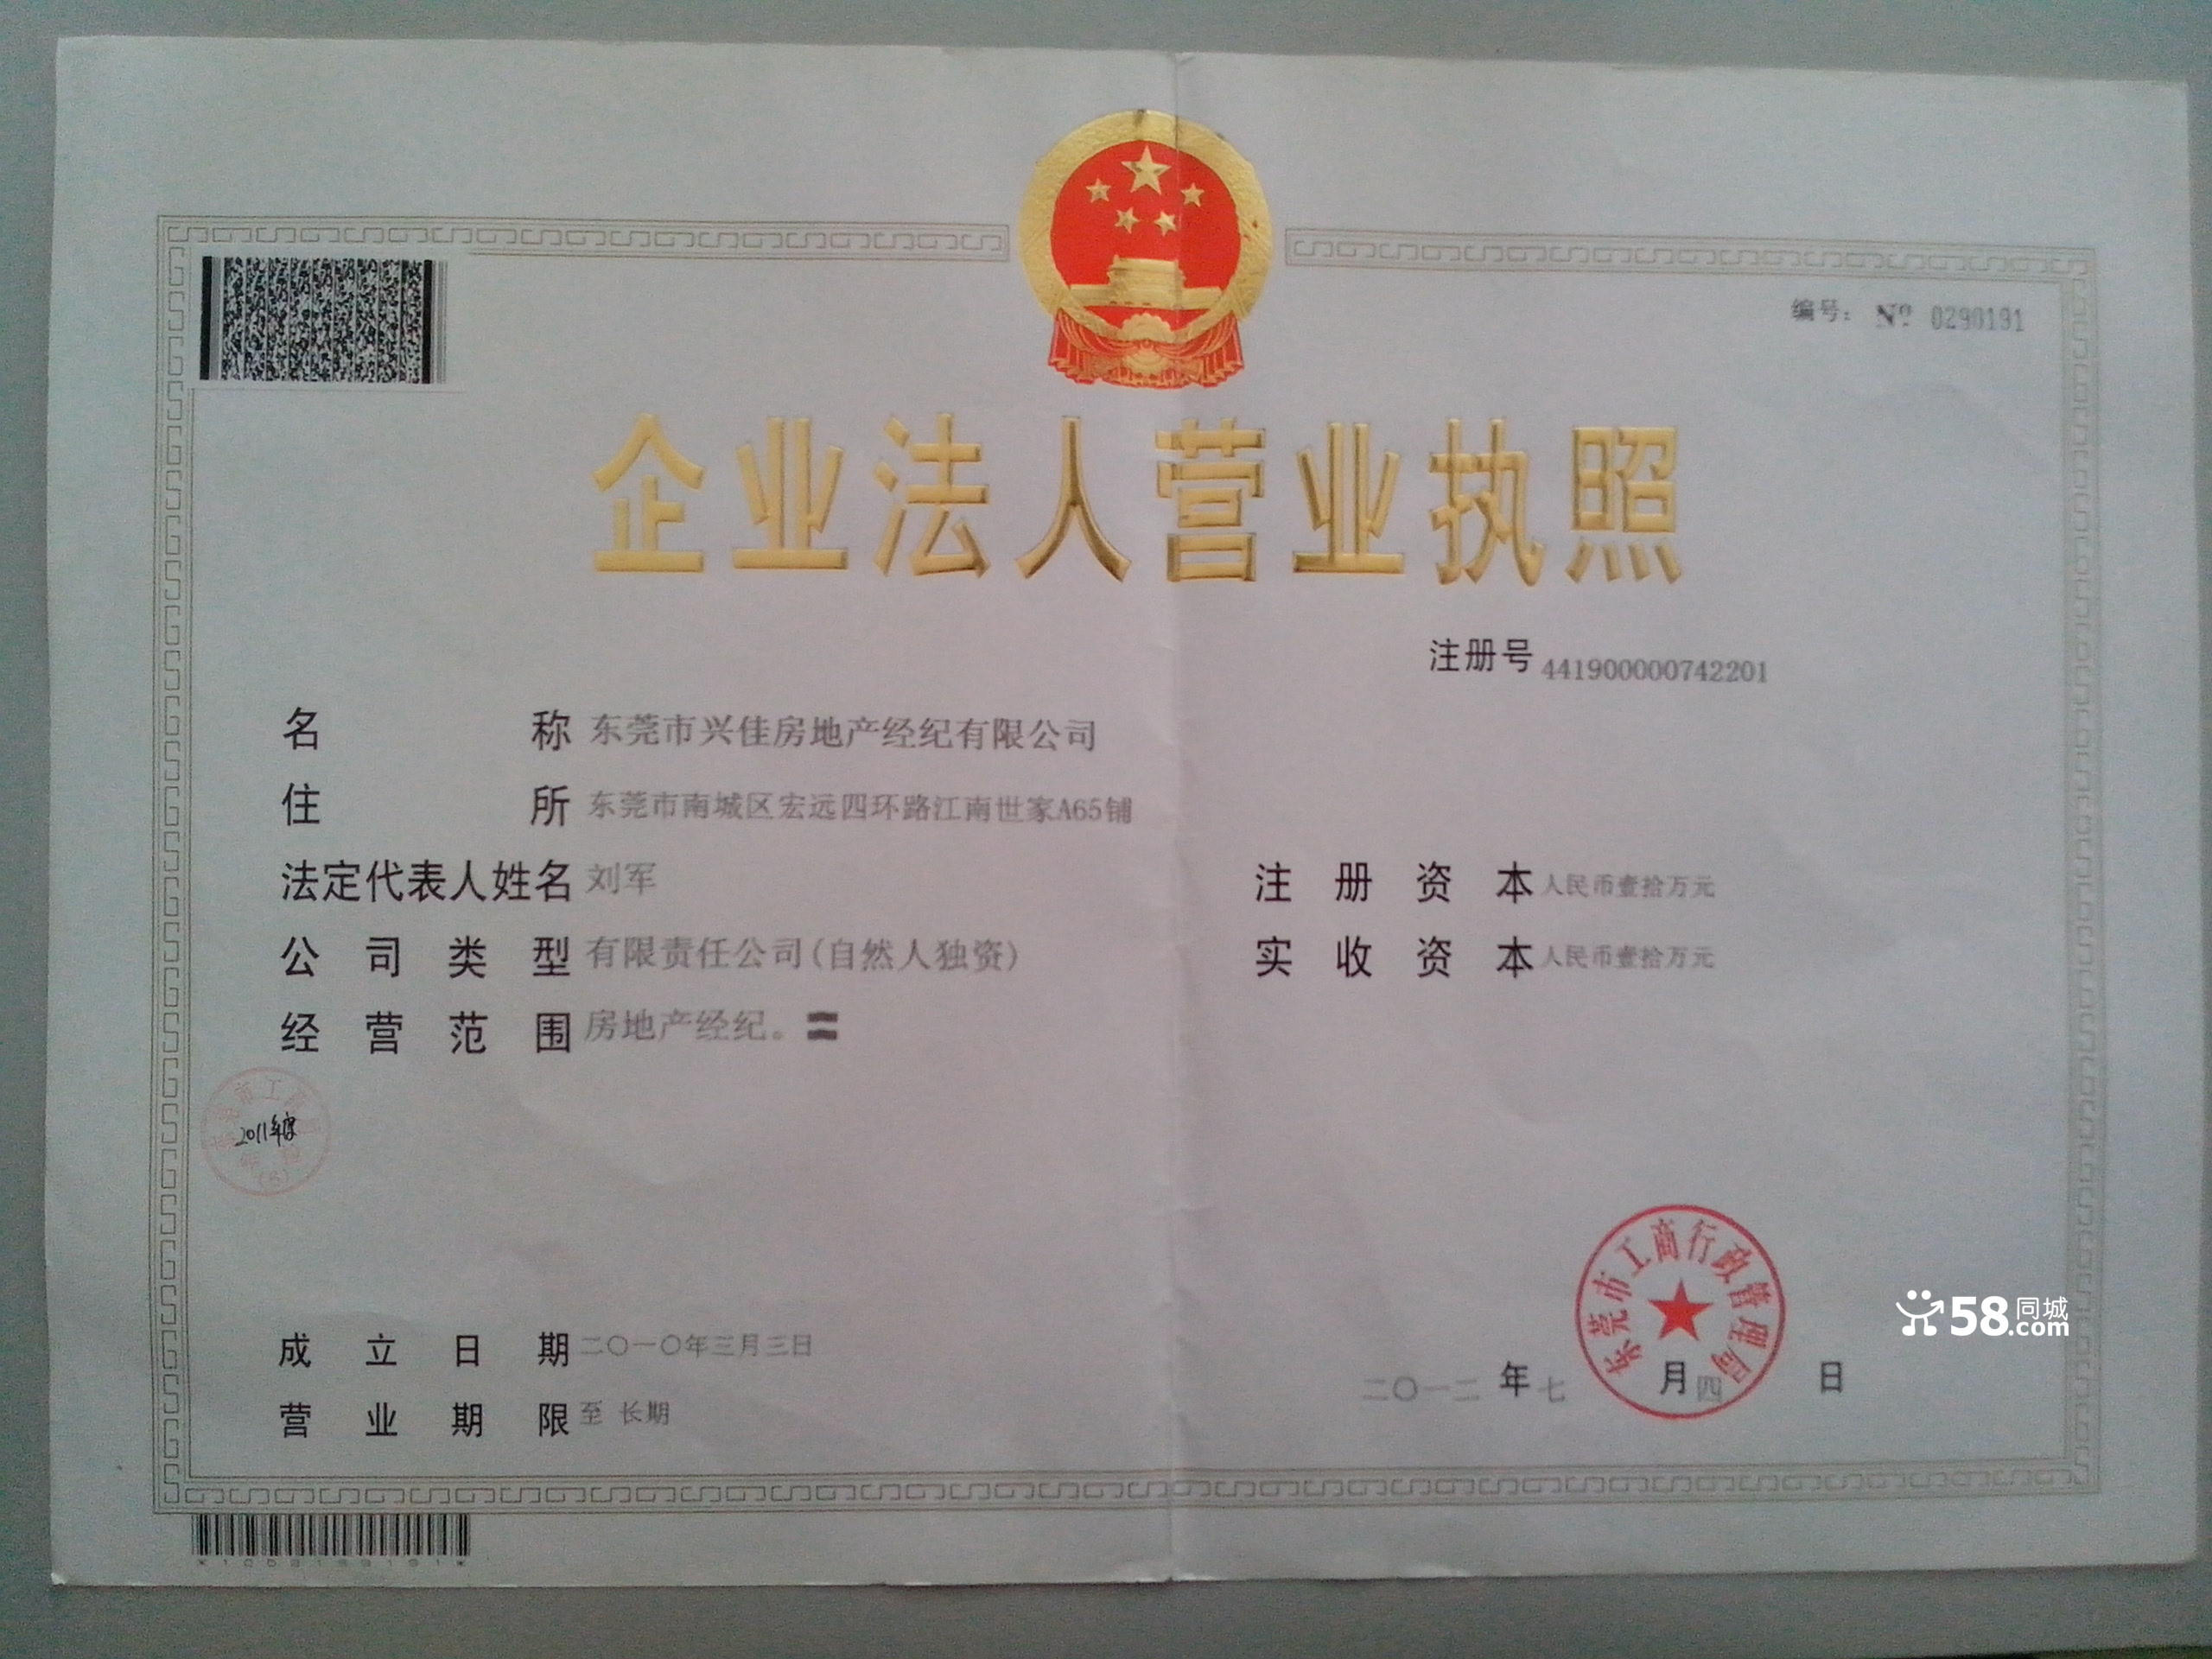 编号： Nº 0290191
企业法人营业执照
注册号 441900000742201
名称 东莞市兴佳房地产经纪有限公司
住所 东莞市南城区宏远四环路江南世家A65铺
法定代表人姓名 刘军
注册资本 人民币壹拾万元
公司类型 有限责任公司(自然人独资)
实收资本 人民币壹拾万元
经营范围 房地产经纪。
2011年度
东莞市工商行政管理局
58同城.com
成立日期 二〇一〇年三月三日
二〇一二年七月四日
营业期限 至 长期